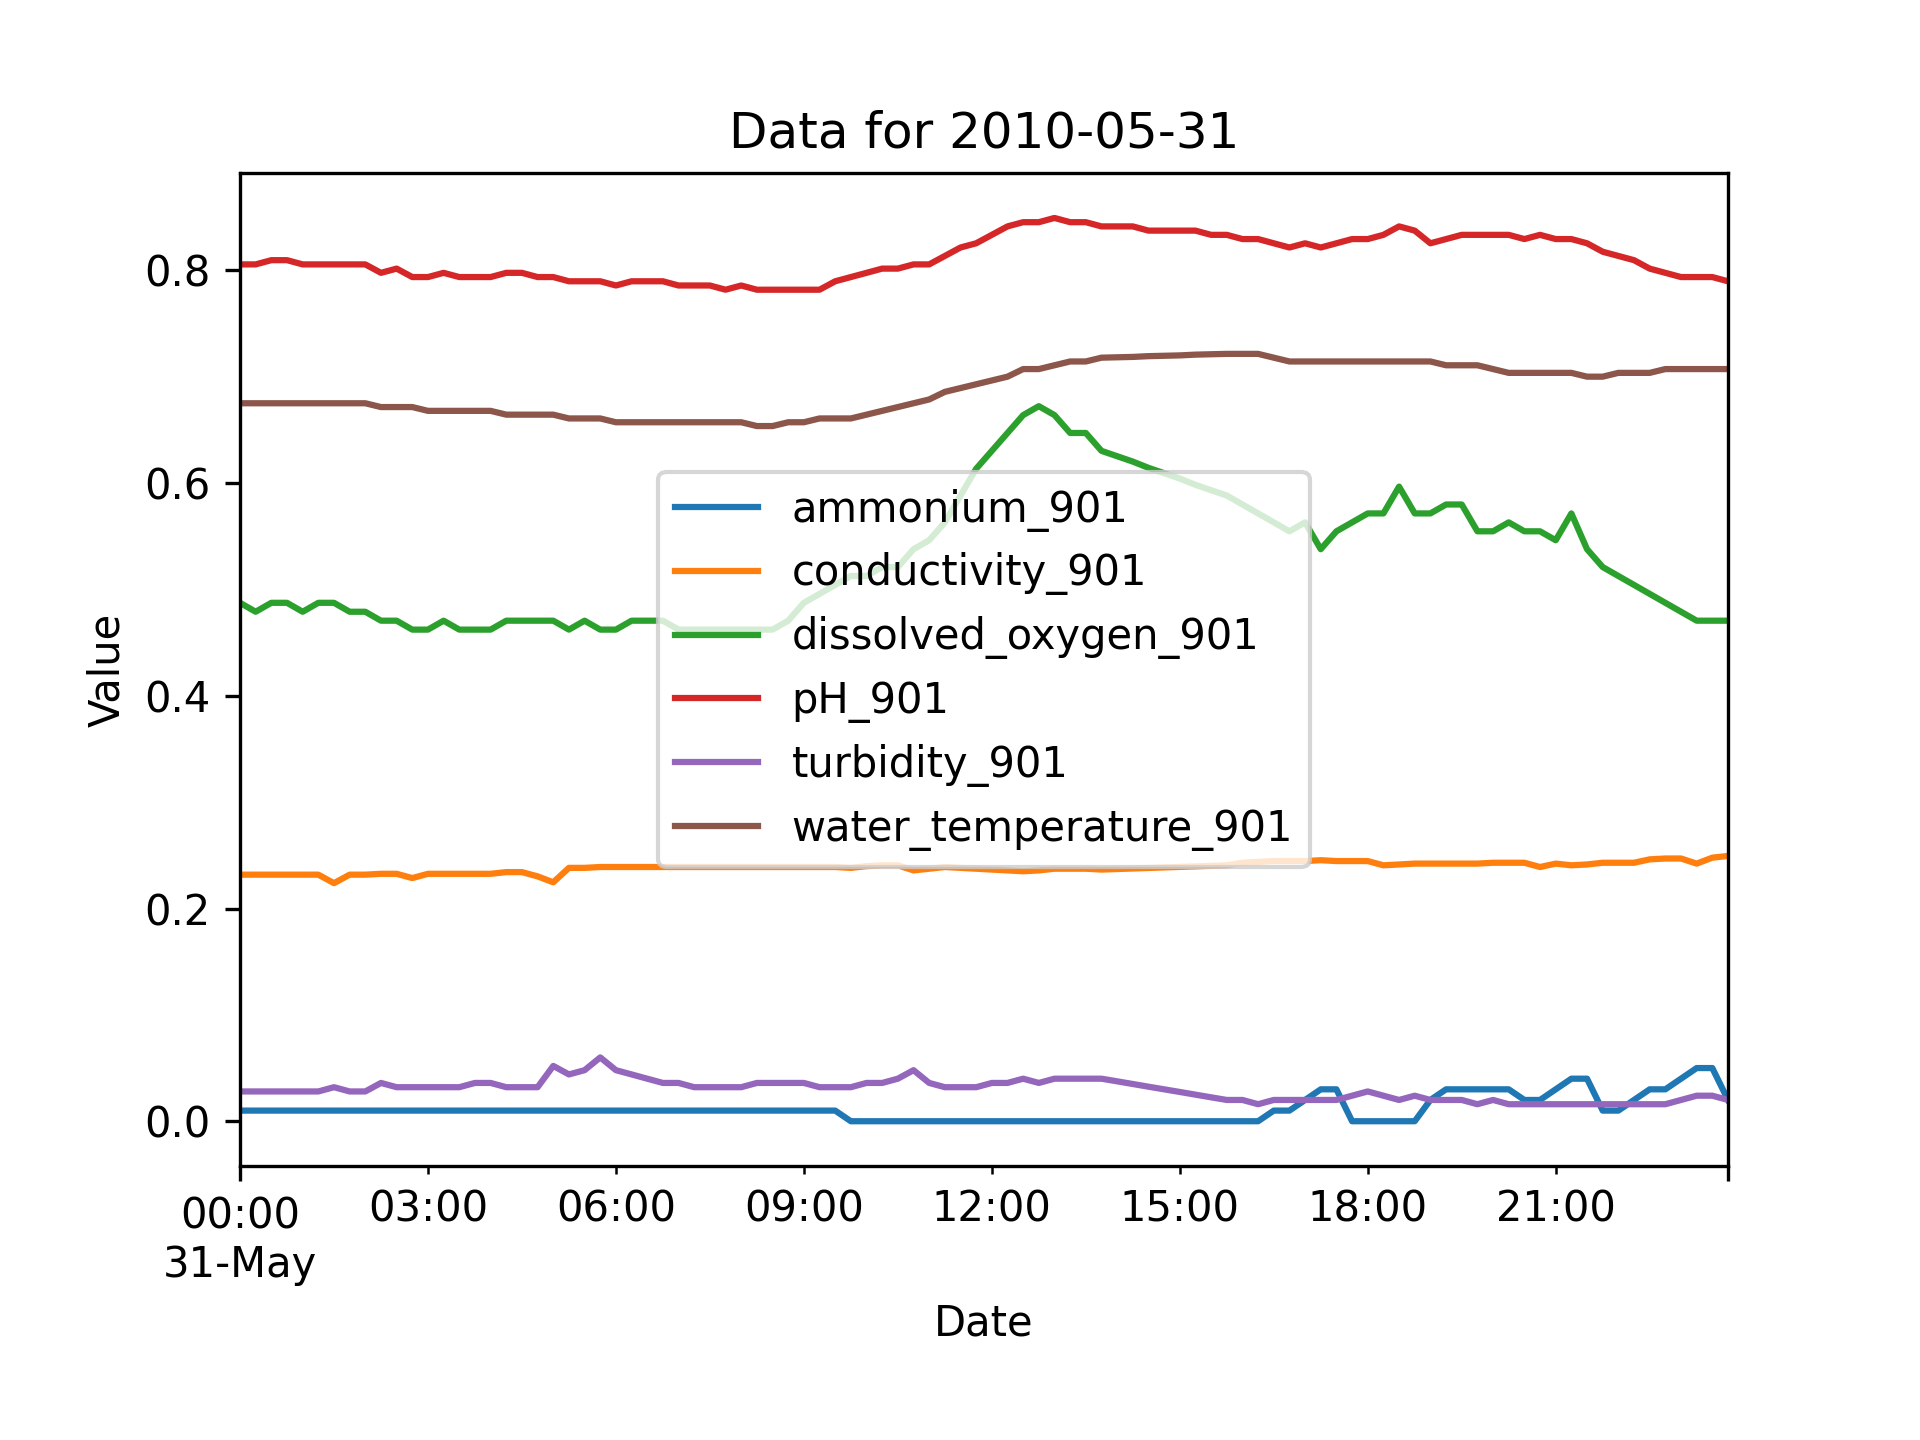 Data for 2010-05-31
Value
0.8
0.6
0.4
0.2
0.0
ammonium_901
conductivity_901
dissolved_oxygen_901
pH_901
turbidity_901
water_temperature_901
00:00 03:00 06:00 09:00 12:00 15:00 18:00 21:00
31-May
Date